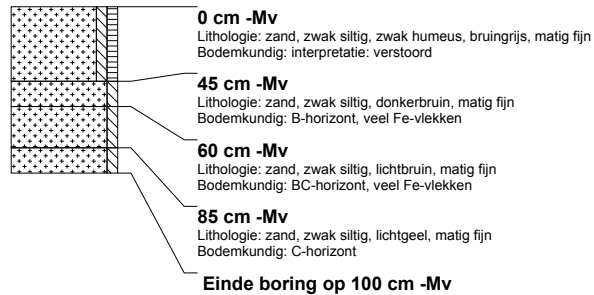 0 cm -Mv
Lithologie: zand, zwak siltig, zwak humeus, bruingrijs, matig fijn
Bodemkundig: interpretatie: verstoord
45 cm -Mv
Lithologie: zand, zwak siltig, donkerbruin, matig fijn
Bodemkundig: B-horizont, veel Fe-vlekken
60 cm -Mv
Lithologie: zand, zwak siltig, lichtbruin, matig fijn
Bodemkundig: BC-horizont, veel Fe-vlekken
85 cm -Mv
Lithologie: zand, zwak siltig, lichtgeel, matig fijn
Bodemkundig: C-horizont
Einde boring op 100 cm -Mv